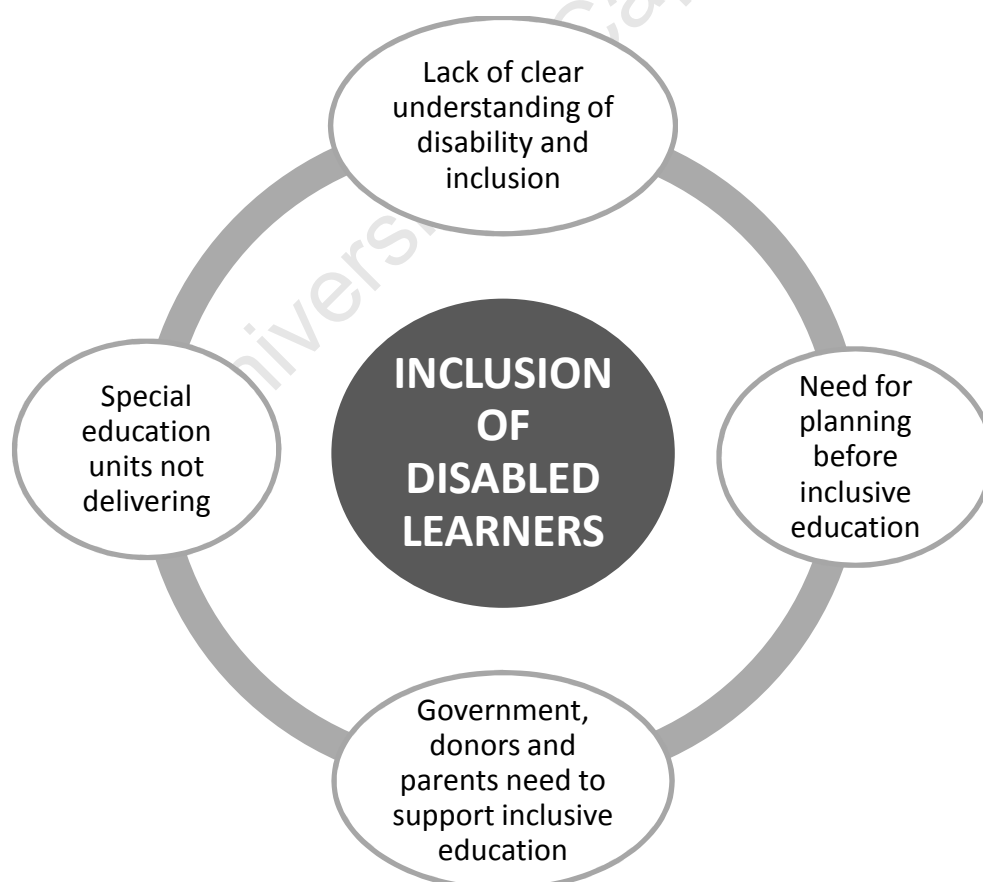 Lack of clear
understanding of
disability and
inclusion
Special
education
units not
delivering
INCLUSION
OF
DISABLED
LEARNERS
Need for
planning
before
inclusive
education
Government,
donors and
parents need to
support inclusive
education